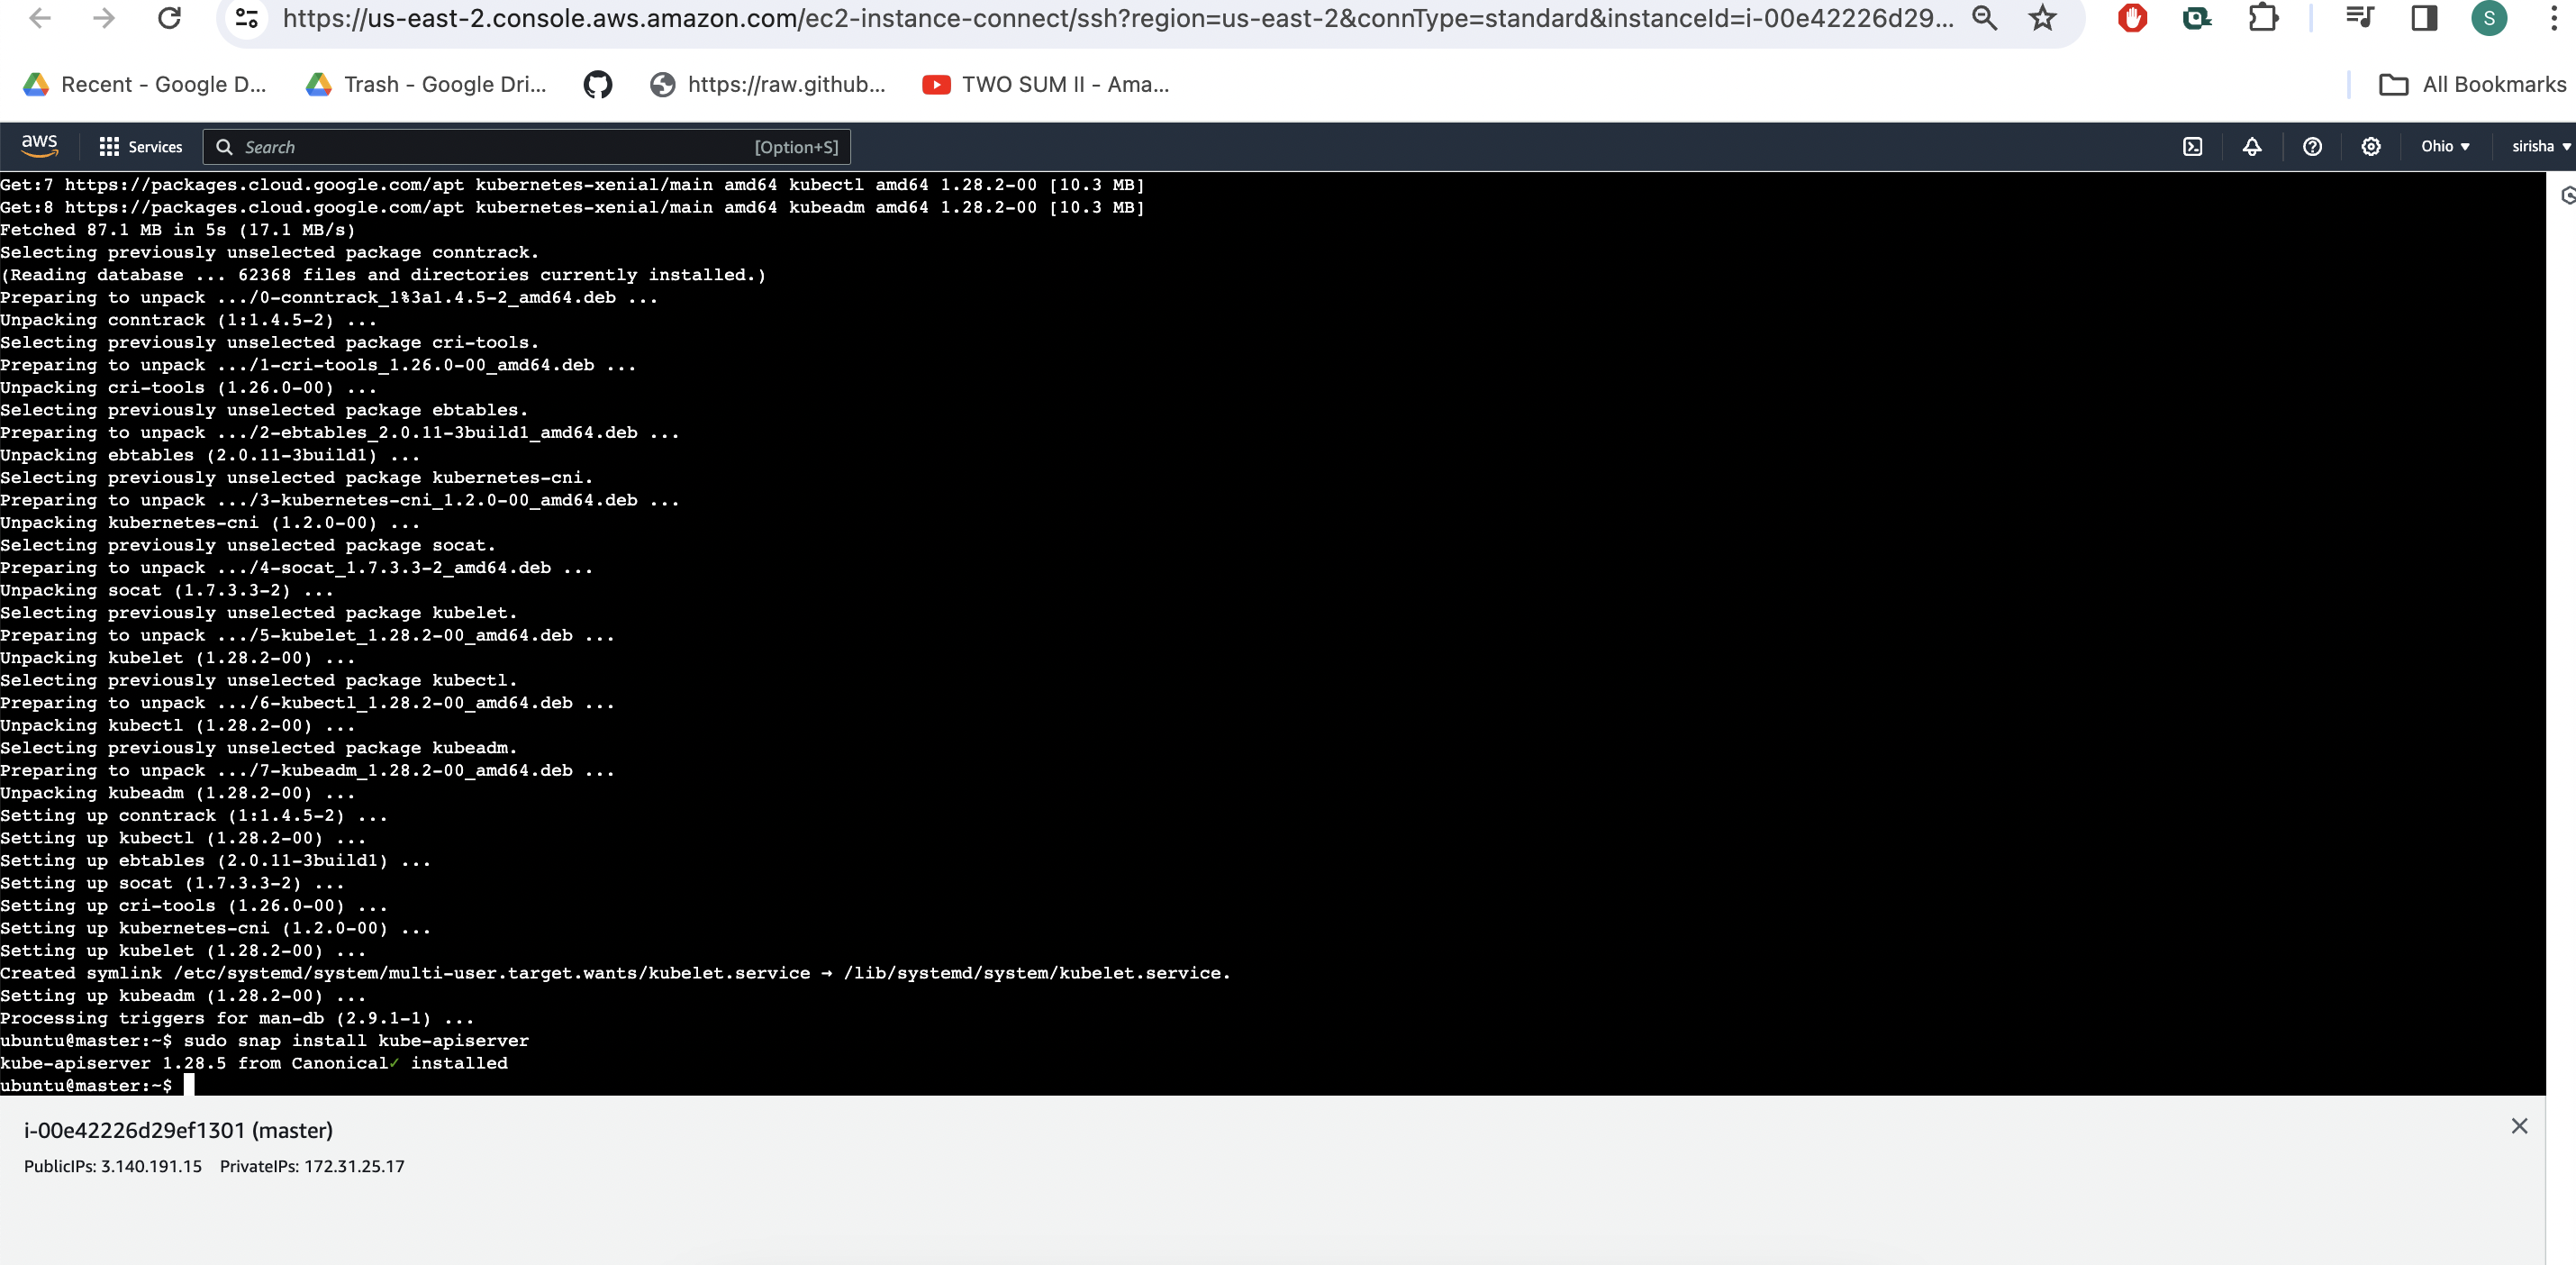 https://us-east-2.console.aws.amazon.com/ec2-instance-connect/ssh?region=us-east-2&connType=standard&instanceId=i-00e42226d29...
S
Recent - Google D...
Trash - Google Dri...
https://raw.github...
TWO SUM II - Ama...
All Bookmarks
aws
Services
Search
[Option+S]
Ohio
sirisha
Get:7 https://packages.cloud.google.com/apt kubernetes-xenial/main amd64 kubectl amd64 1.28.2-00 [10.3 MB]
Get:8 https://packages.cloud.google.com/apt kubernetes-xenial/main amd64 kubeadm amd64 1.28.2-00 [10.3 MB]
Fetched 87.1 MB in 5s (17.1 MB/s)
Selecting previously unselected package conntrack.
(Reading database ... 62368 files and directories currently installed.)
Preparing to unpack .../0-conntrack_1%3a1.4.5-2_amd64.deb ...
Unpacking conntrack (1:1.4.5-2) ...
Selecting previously unselected package cri-tools.
Preparing to unpack .../1-cri-tools_1.26.0-00_amd64.deb ...
Unpacking cri-tools (1.26.0-00) ...
Selecting previously unselected package ebtables.
Preparing to unpack .../2-ebtables_2.0.11-3build1_amd64.deb ...
Unpacking ebtables (2.0.11-3build1) ...
Selecting previously unselected package kubernetes-cni.
Preparing to unpack .../3-kubernetes-cni_1.2.0-00_amd64.deb ...
Unpacking kubernetes-cni (1.2.0-00) ...
Selecting previously unselected package socat.
Preparing to unpack .../4-socat_1.7.3.3-2_amd64.deb ...
Unpacking socat (1.7.3.3-2) ...
Selecting previously unselected package kubelet.
Preparing to unpack .../5-kubelet_1.28.2-00_amd64.deb ...
Unpacking kubelet (1.28.2-00) ...
Selecting previously unselected package kubectl.
Preparing to unpack .../6-kubectl_1.28.2-00_amd64.deb ...
Unpacking kubectl (1.28.2-00) ...
Selecting previously unselected package kubeadm.
Preparing to unpack .../7-kubeadm_1.28.2-00_amd64.deb ...
Unpacking kubeadm (1.28.2-00) ...
Setting up conntrack (1:1.4.5-2) ...
Setting up kubectl (1.28.2-00) ...
Setting up ebtables (2.0.11-3build1) ...
Setting up socat (1.7.3.3-2) ...
Setting up cri-tools (1.26.0-00) ...
Setting up kubernetes-cni (1.2.0-00) ...
Setting up kubelet (1.28.2-00) ...
Created symlink /etc/systemd/system/multi-user.target.wants/kubelet.service → /lib/systemd/system/kubelet.service.
Setting up kubeadm (1.28.2-00) ...
Processing triggers for man-db (2.9.1-1) ...
ubuntu@master:~$ sudo snap install kube-apiserver
kube-apiserver 1.28.5 from Canonical✓ installed
ubuntu@master:~$
i-00e42226d29ef1301 (master)
PublicIPs: 3.140.191.15 PrivateIPs: 172.31.25.17